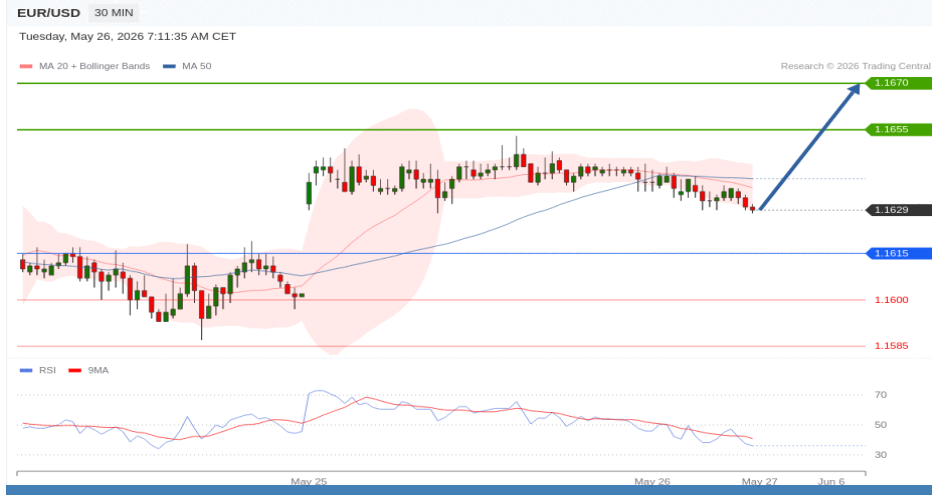 EUR/USD 30 MIN
Tuesday, May 26, 2026 7:11:35 AM CET
MA 20 + Bollinger Bands MA 50 Research © 2026 Trading Central
1.1670
1.1655
1.1629
1.1615
1.1600
1.1585
RSI 9MA
70
50
30
May 25 May 26 May 27 Jun 6